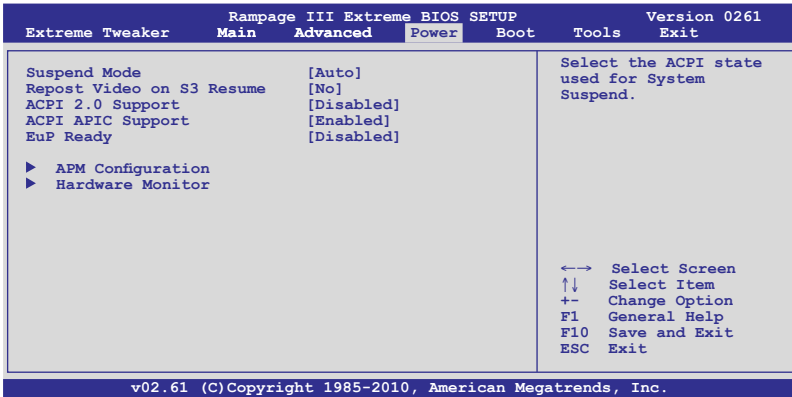 Rampage III Extreme BIOS SETUP Version 0261
Extreme Tweaker Main Advanced Power Boot Tools Exit
Suspend Mode [Auto]
Repost Video on S3 Resume [No]
ACPI 2.0 Support [Disabled]
ACPI APIC Support [Enabled]
EuP Ready [Disabled]
▶ APM Configuration
▶ Hardware Monitor
Select the ACPI state
used for System
Suspend.
←→ Select Screen
↑↓ Select Item
+- Change Option
F1 General Help
F10 Save and Exit
ESC Exit
v02.61 (C)Copyright 1985-2010, American Megatrends, Inc.